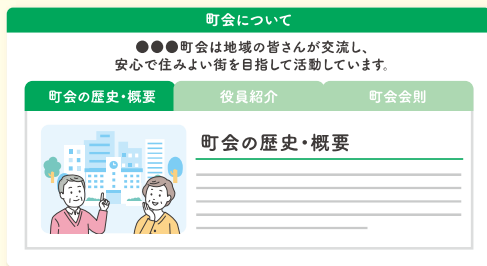 町会について
●●●町会は地域の皆さんが交流し、
安心で住みよい街を目指して活動しています。
町会の歴史・概要
役員紹介
町会会則
町会の歴史・概要